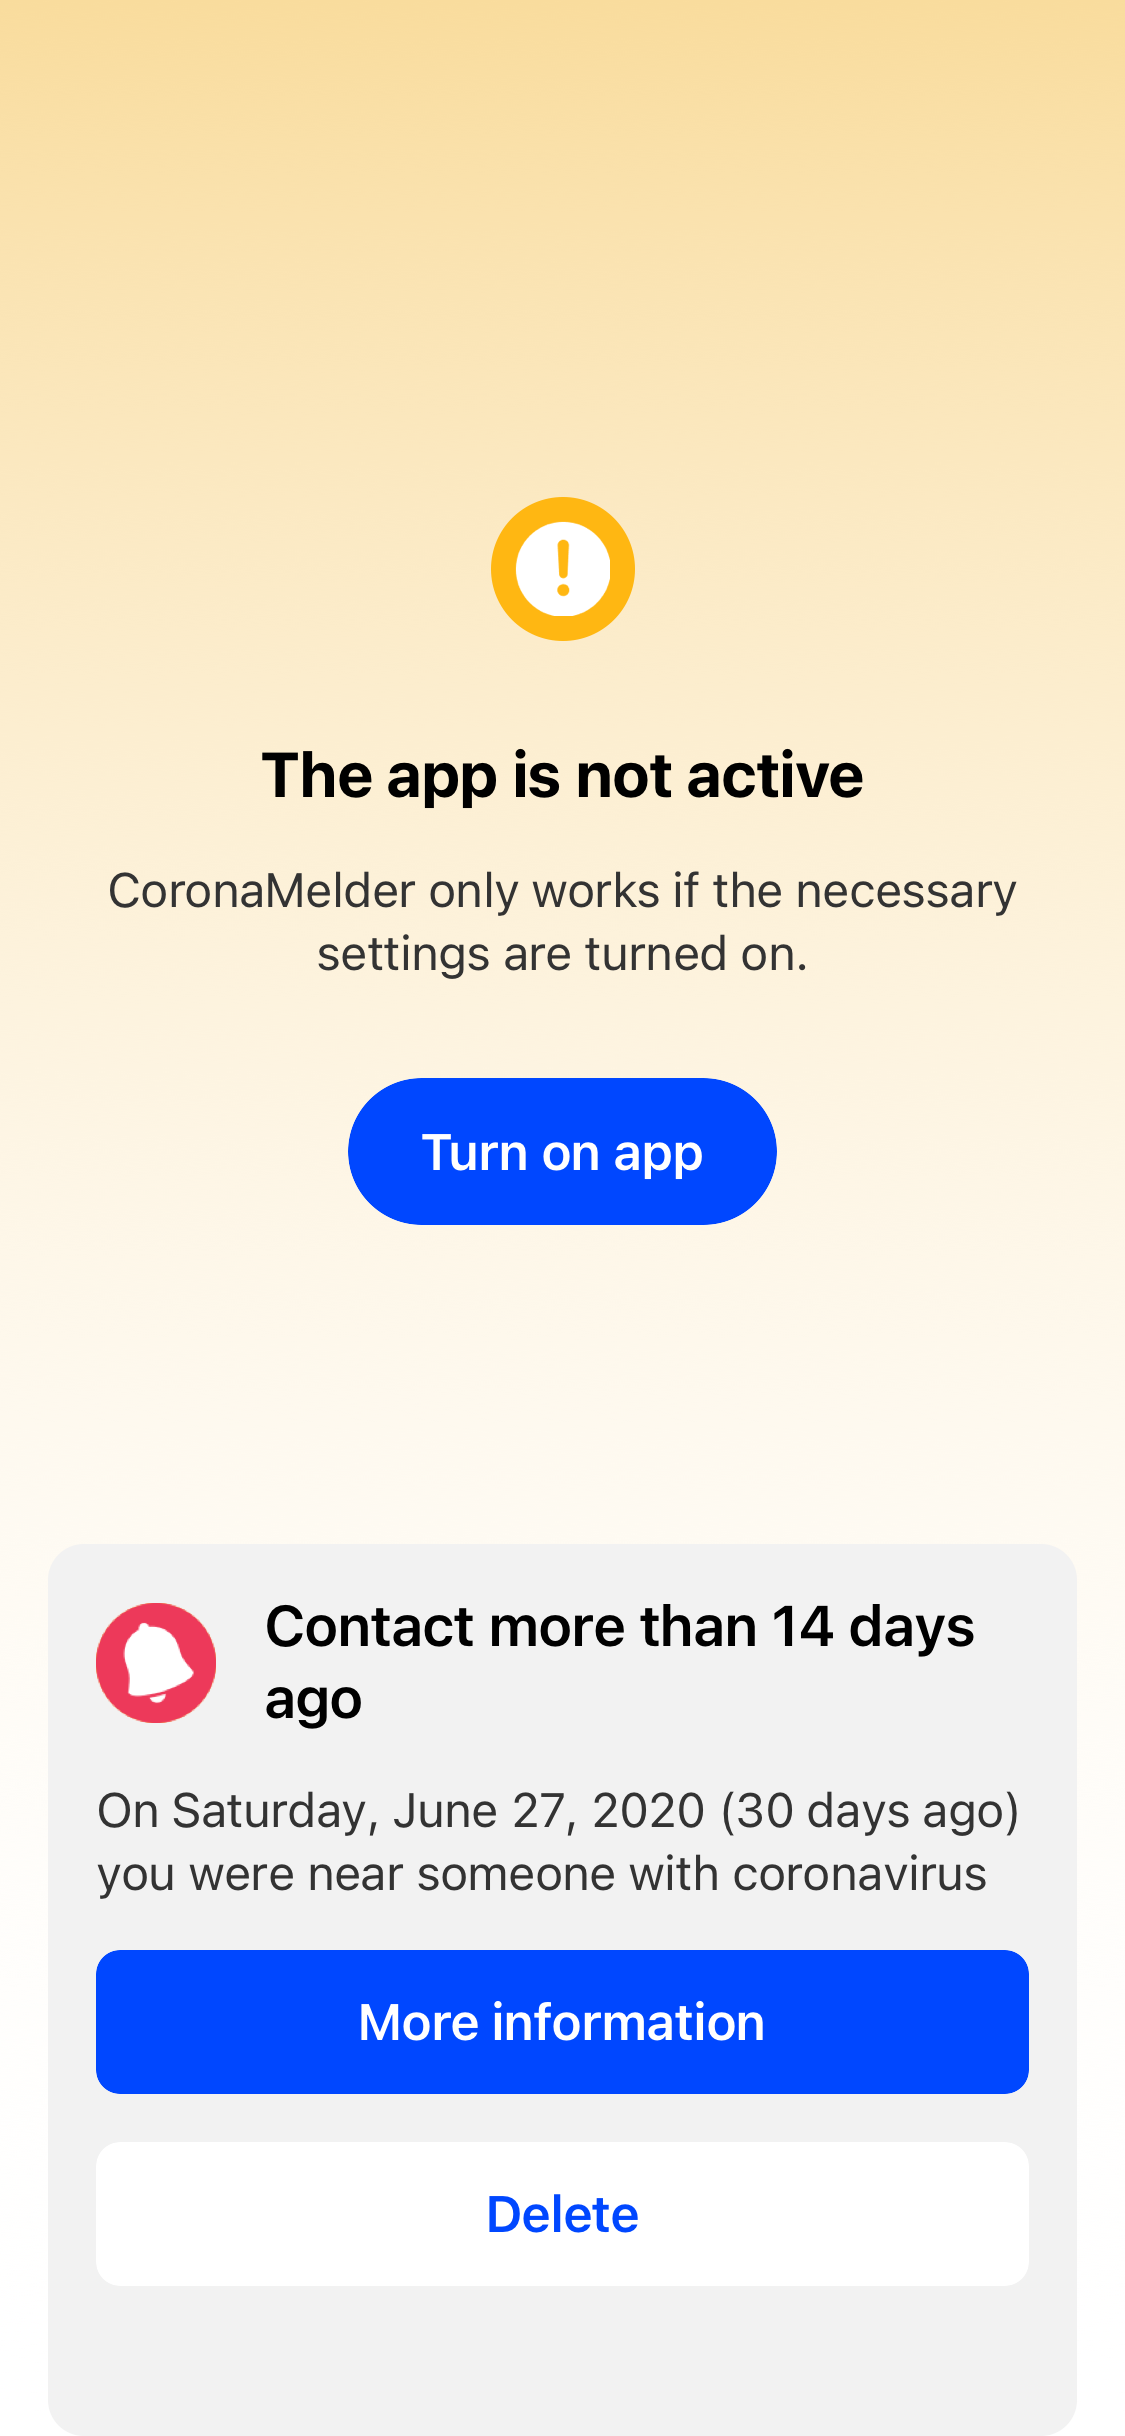 The app is not active
CoronaMelder only works if the necessary
settings are turned on.
Turn on app
Contact more than 14 days
ago
On Saturday, June 27, 2020 (30 days ago)
you were near someone with coronavirus
More information
Delete